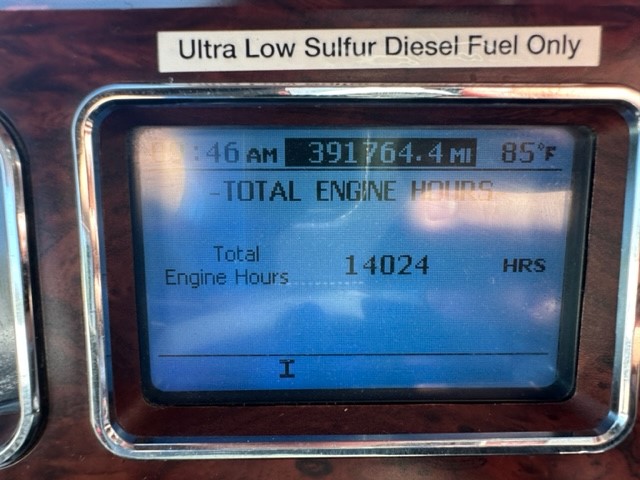 Ultra Low Sulfur Diesel Fuel Only
:46 AM 391764.4 MI 85°F
-TOTAL ENGINE HOURS
Total
Engine Hours 14024 HRS